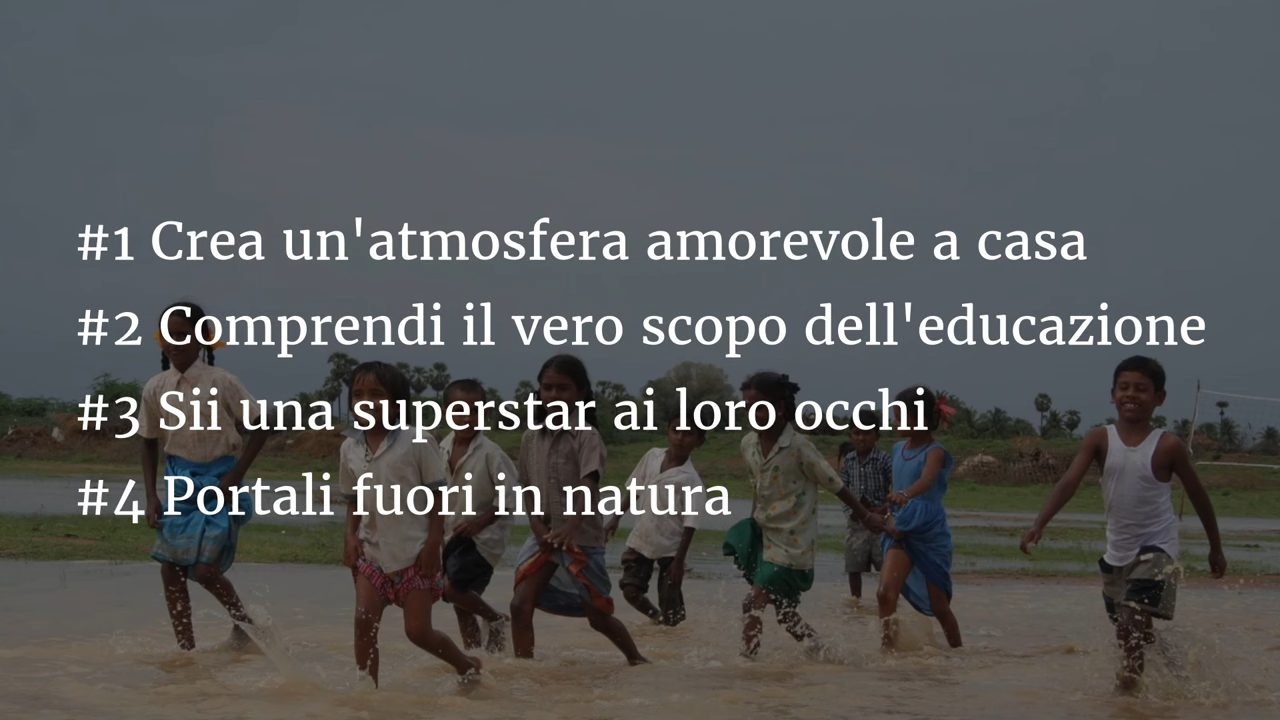 #1 Crea un'atmosfera amorevole a casa
#2 Comprendi il vero scopo dell'educazione
#3 Sii una superstar ai loro occhi
#4 Portali fuori in natura